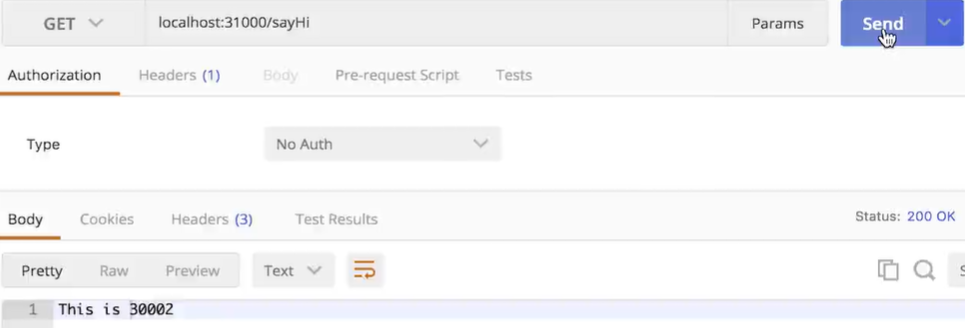 GET localhost:31000/sayHi Params Send
Authorization Headers (1) Body Pre-request Script Tests
Type No Auth
Body Cookies Headers (3) Test Results Status: 200 OK
Pretty Raw Preview Text
1 This is 30002